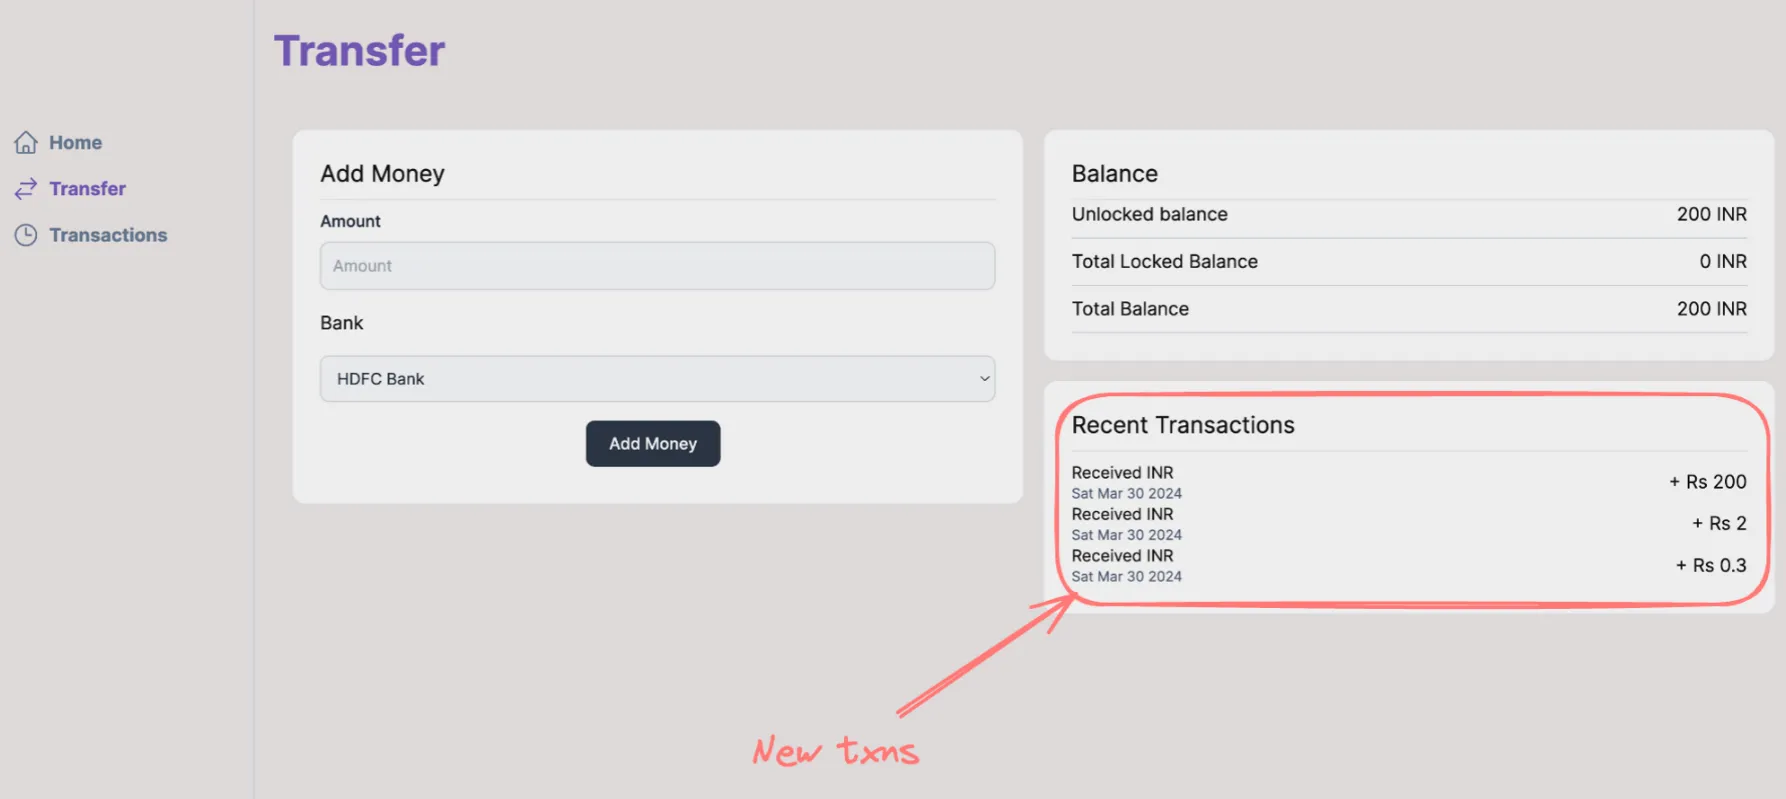 Transfer
Home
Transfer
Transactions
Add Money
Amount
Amount
Bank
HDFC Bank
Add Money
Balance
Unlocked balance 200 INR
Total Locked Balance 0 INR
Total Balance 200 INR
Recent Transactions
Received INR + Rs 200
Sat Mar 30 2024
Received INR + Rs 2
Sat Mar 30 2024
Received INR + Rs 0.3
Sat Mar 30 2024
New txns